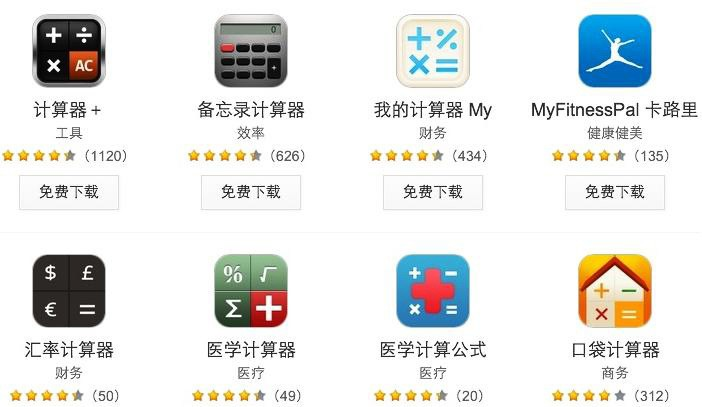 AC
0
计算器＋
备忘录计算器
我的计算器 My
MyFitnessPal 卡路里
工具
效率
财务
健康健美
（1120）
（626）
（434）
（135）
免费下载
免费下载
免费下载
免费下载
$ £
€ =
% √
Σ +
+ −
× =
+ −
× =
汇率计算器
医学计算器
医学计算公式
口袋计算器
财务
医疗
医疗
商务
（50）
（49）
（20）
（312）